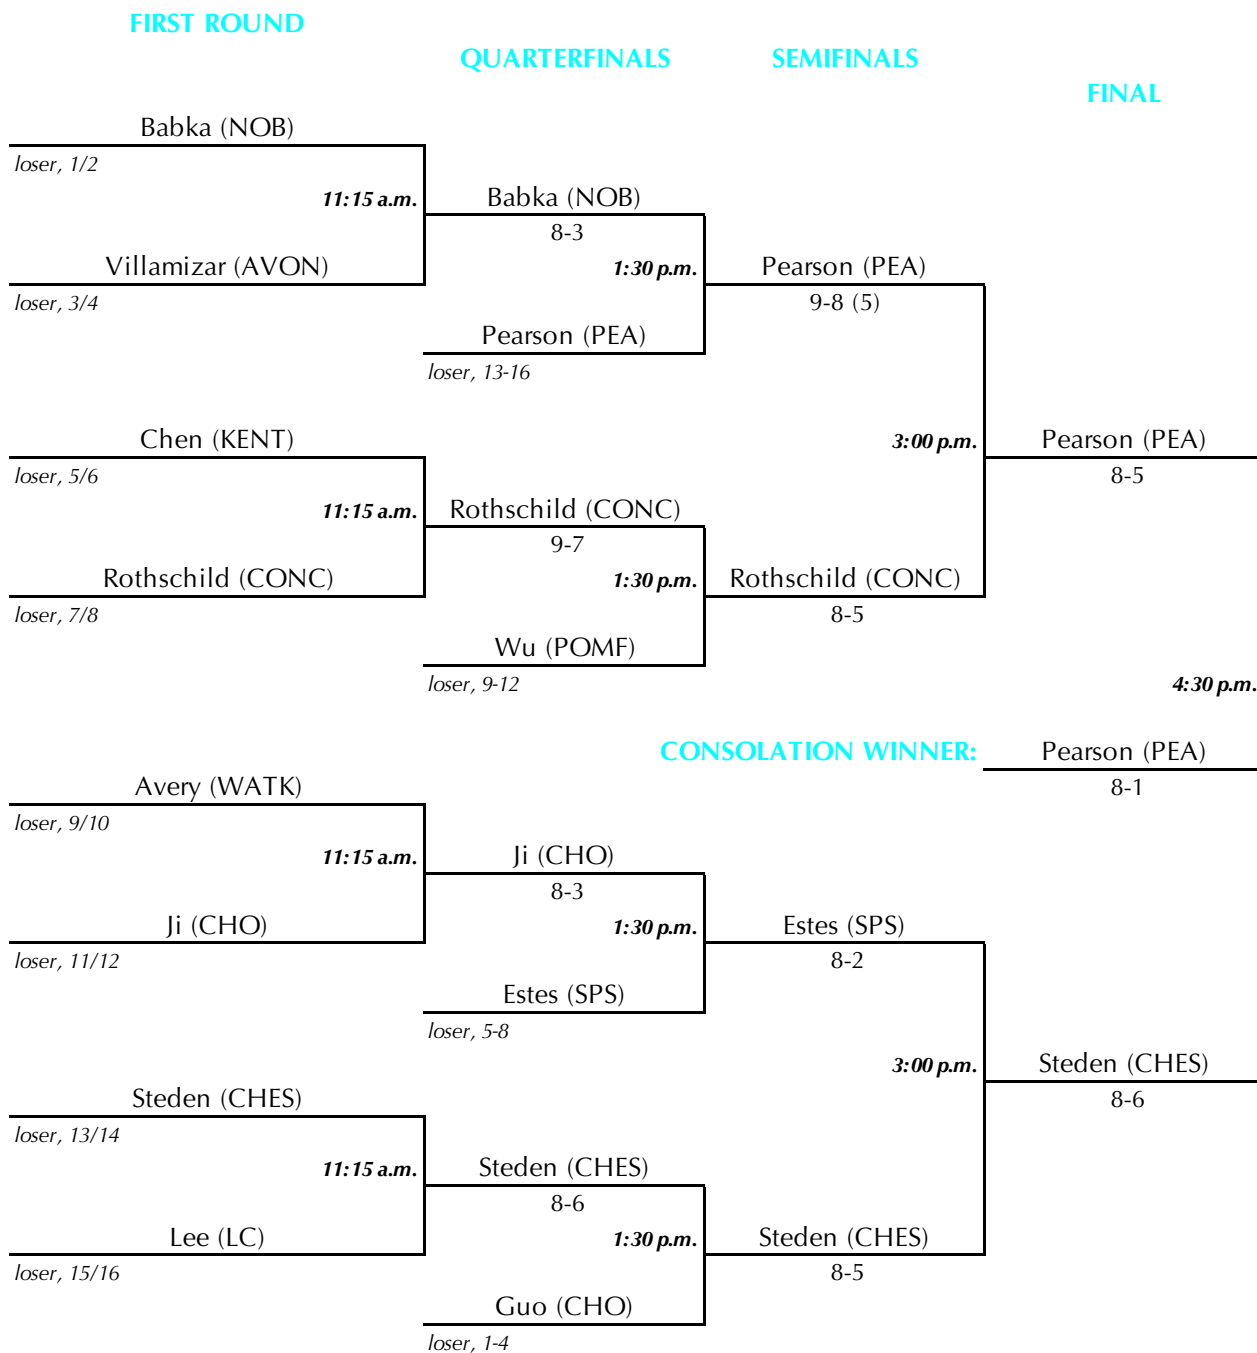 FIRST ROUND
QUARTERFINALS SEMIFINALS
FINAL
Babka (NOB)
loser, 1/2
11:15 a.m. Babka (NOB)
8-3
Villamizar (AVON) 1:30 p.m. Pearson (PEA)
loser, 3/4 9-8 (5)
Pearson (PEA)
loser, 13-16
Chen (KENT) 3:00 p.m. Pearson (PEA)
loser, 5/6 8-5
11:15 a.m. Rothschild (CONC)
9-7
Rothschild (CONC) 1:30 p.m. Rothschild (CONC)
loser, 7/8 8-5
Wu (POMF)
loser, 9-12 4:30 p.m.
CONSOLATION WINNER: Pearson (PEA)
Avery (WATK) 8-1
loser, 9/10
11:15 a.m. Ji (CHO)
8-3
Ji (CHO) 1:30 p.m. Estes (SPS)
loser, 11/12 8-2
Estes (SPS)
loser, 5-8
3:00 p.m. Steden (CHES)
Steden (CHES) 8-6
loser, 13/14
11:15 a.m. Steden (CHES)
8-6
Lee (LC) 1:30 p.m. Steden (CHES)
loser, 15/16 8-5
Guo (CHO)
loser, 1-4